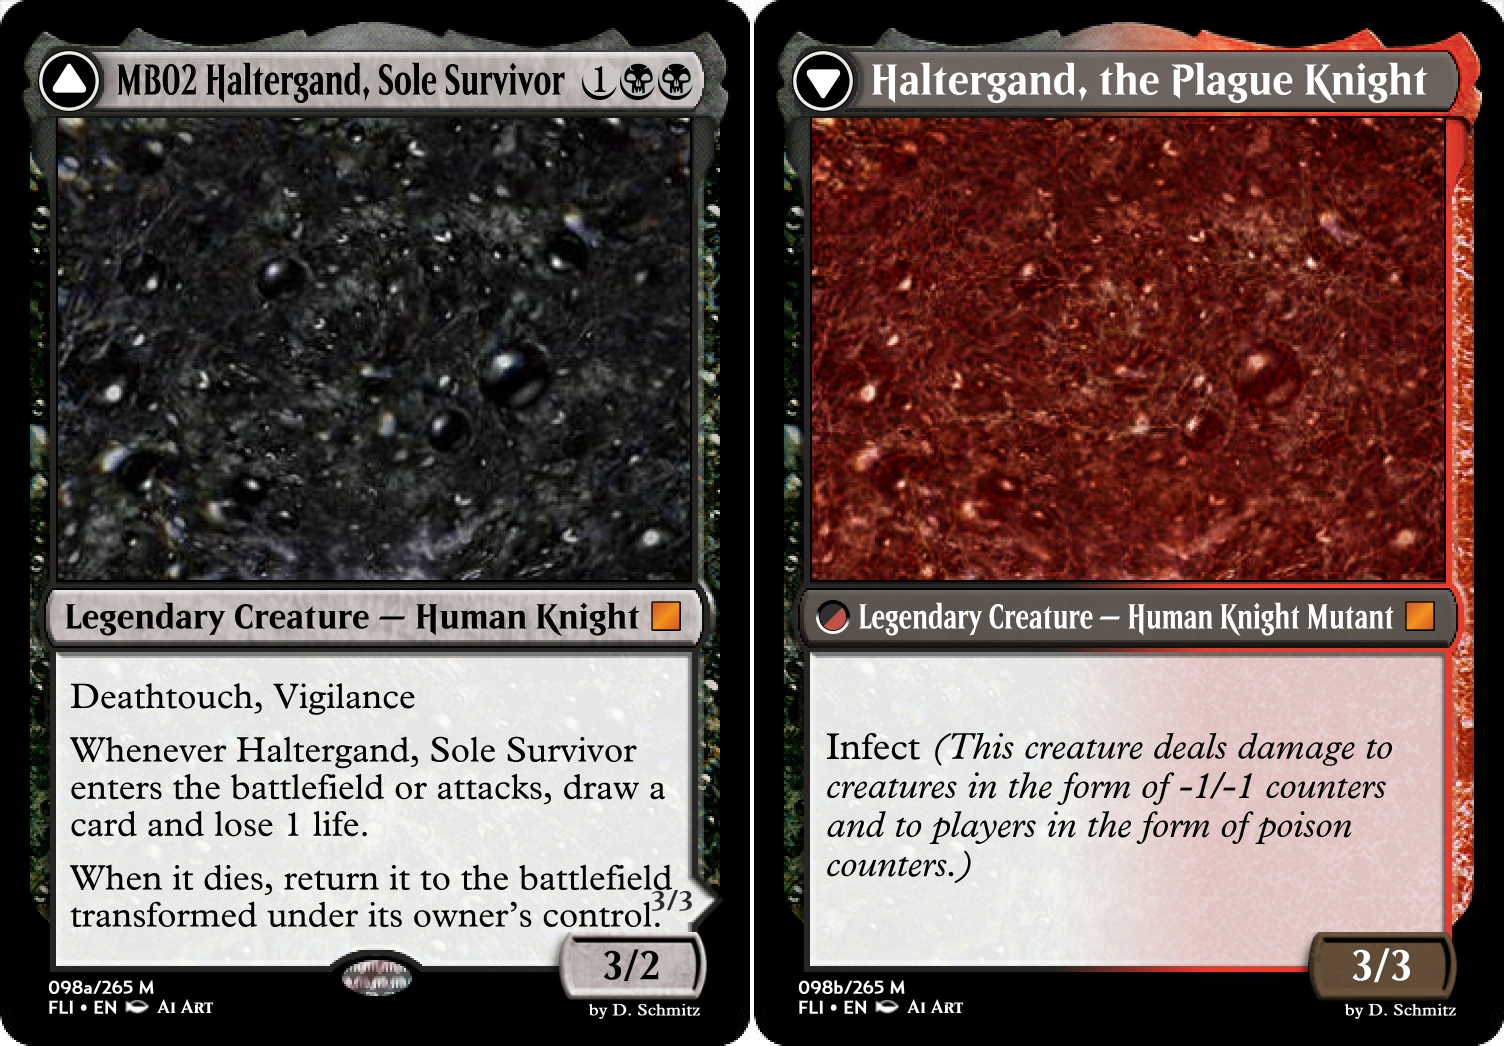 MB02 Haltergand, Sole Survivor 1
Legendary Creature — Human Knight
Deathtouch, Vigilance
Whenever Haltergand, Sole Survivor
enters the battlefield or attacks, draw a
card and lose 1 life.
When it dies, return it to the battlefield
transformed under its owner's control.
3/3
3/2
098a/265 M
FLI • EN AI ART
by D. Schmitz
Haltergand, the Plague Knight
Legendary Creature — Human Knight Mutant
Infect (This creature deals damage to
creatures in the form of -1/-1 counters
and to players in the form of poison
counters.)
3/3
098b/265 M
FLI • EN AI ART
by D. Schmitz